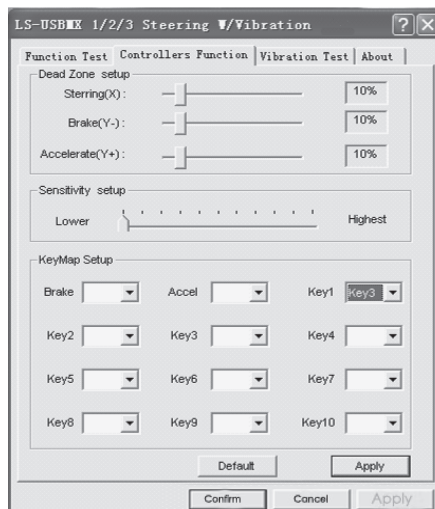 LS-USBMX 1/2/3 Steering W/Vibration
Function Test Controllers Function Vibration Test About
Dead Zone setup
Sterring(X): 10%
Brake(Y-): 10%
Accelerate(Y+): 10%
Sensitivity setup
Lower Highest
KeyMap Setup
Brake Accel Key1 Key3
Key2 Key3 Key4
Key5 Key6 Key7
Key8 Key9 Key10
Default Apply
Confirm Cancel Apply